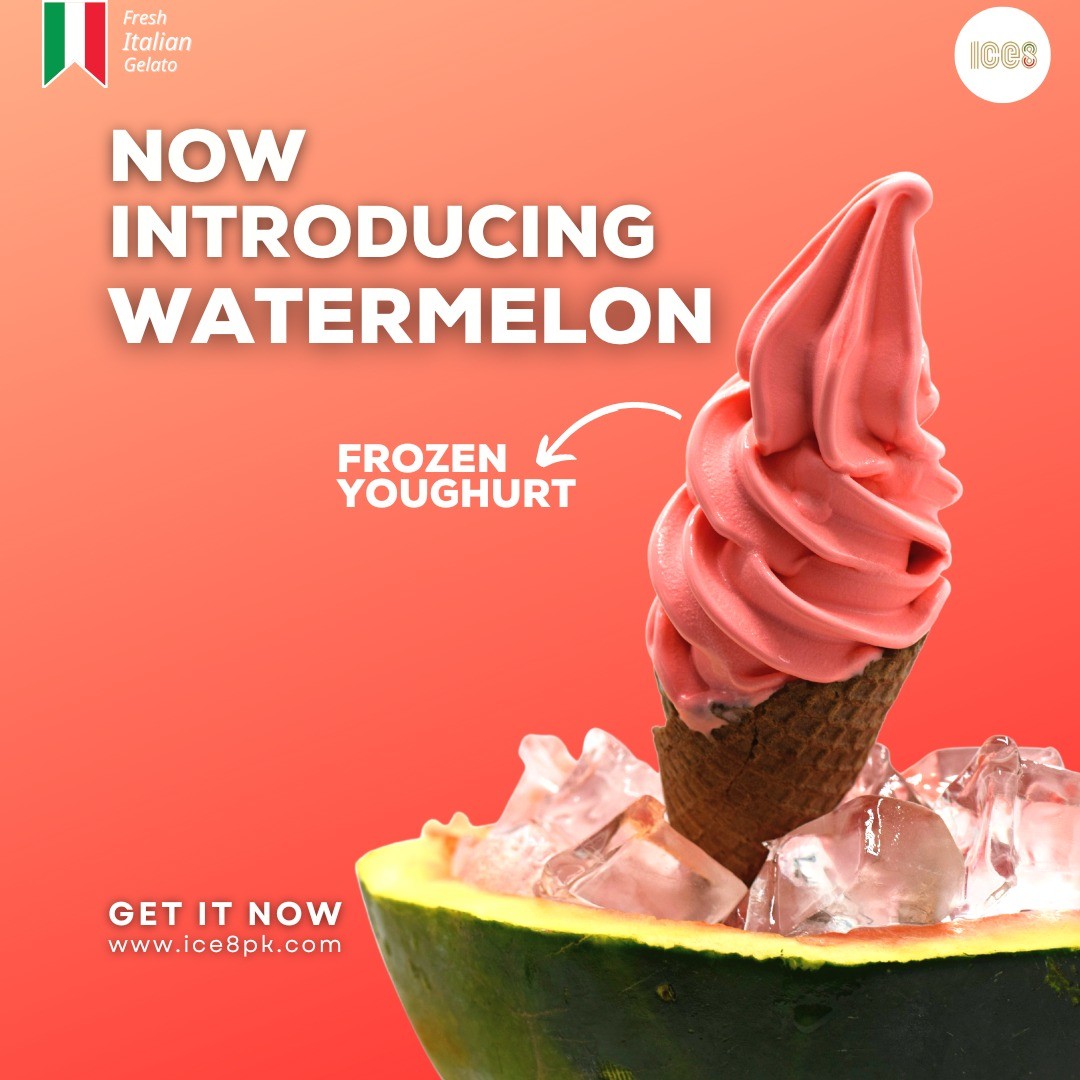 Fresh
Italian
Gelato
ice8
NOW
INTRODUCING
WATERMELON
FROZEN
YOUGHURT
GET IT NOW
www.ice8pk.com